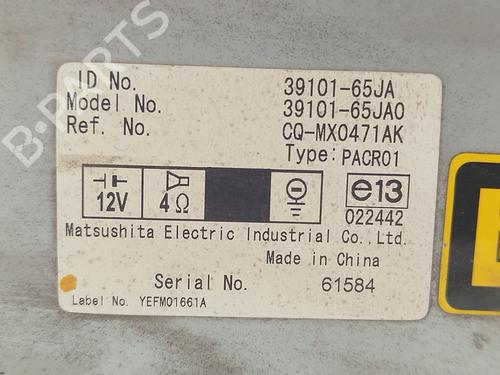 B-PARTS
ID No. 39101-65JA
Model No. 39101-65JA0
Ref. No. CQ-MX0471AK
Type: PACR01
12V 4Ω e13
022442
Matsushita Electric Industrial Co., Ltd.
Made in China
Serial No. 61584
Label No. YEFM01661A